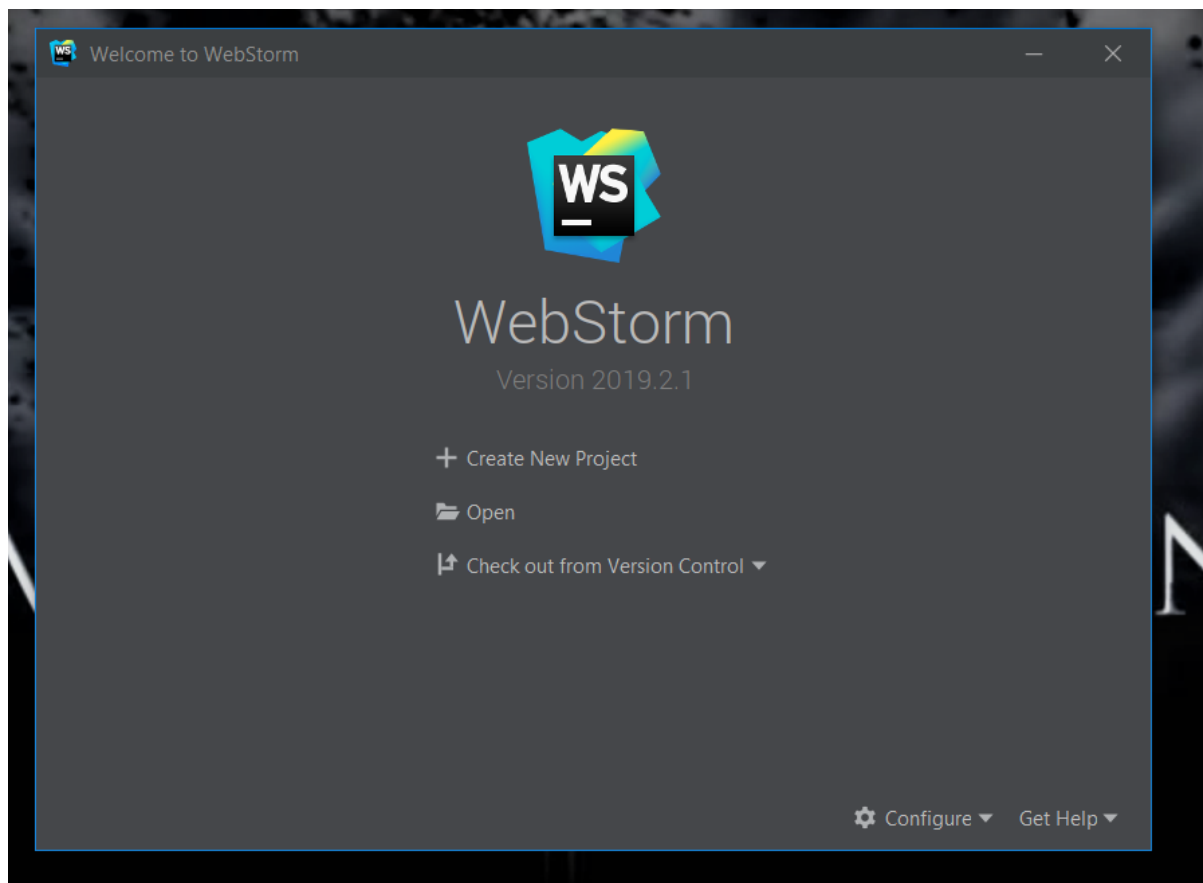 WS Welcome to WebStorm
WS
WebStorm
Version 2019.2.1
Create New Project
Open
Check out from Version Control
Configure Get Help
N